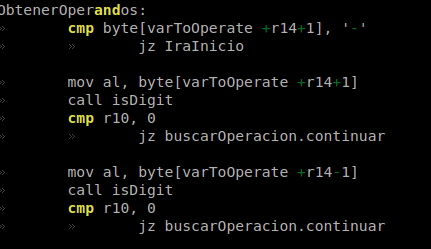 ObtenerOperandos:
»       cmp byte[varToOperate +r14+1], '-'
»       »       jz IraInicio

»       mov al, byte[varToOperate +r14+1]
»       call isDigit
»       cmp r10, 0
»       »       jz buscarOperacion.continuar

»       mov al, byte[varToOperate +r14-1]
»       call isDigit
»       cmp r10, 0
»       »       jz buscarOperacion.continuar